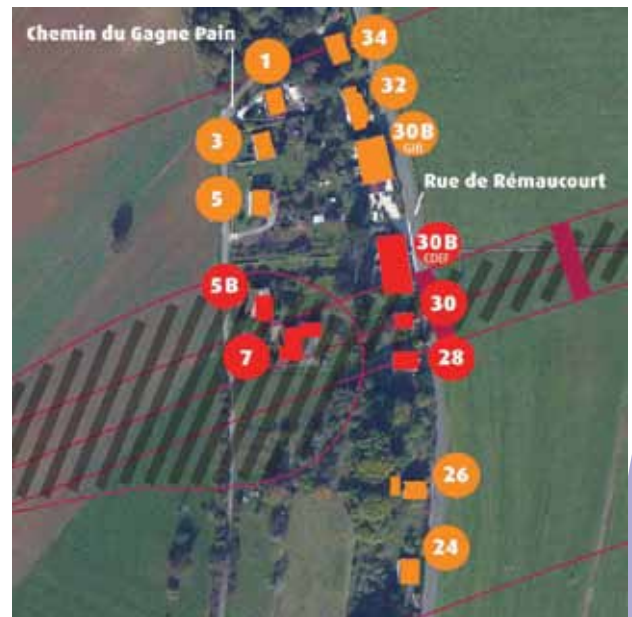 Chemin du Gagne Pain
34
1
32
30B
GHI
3
Rue de Rémaucourt
5
30B
CDEF
5B
30
7
28
26
24